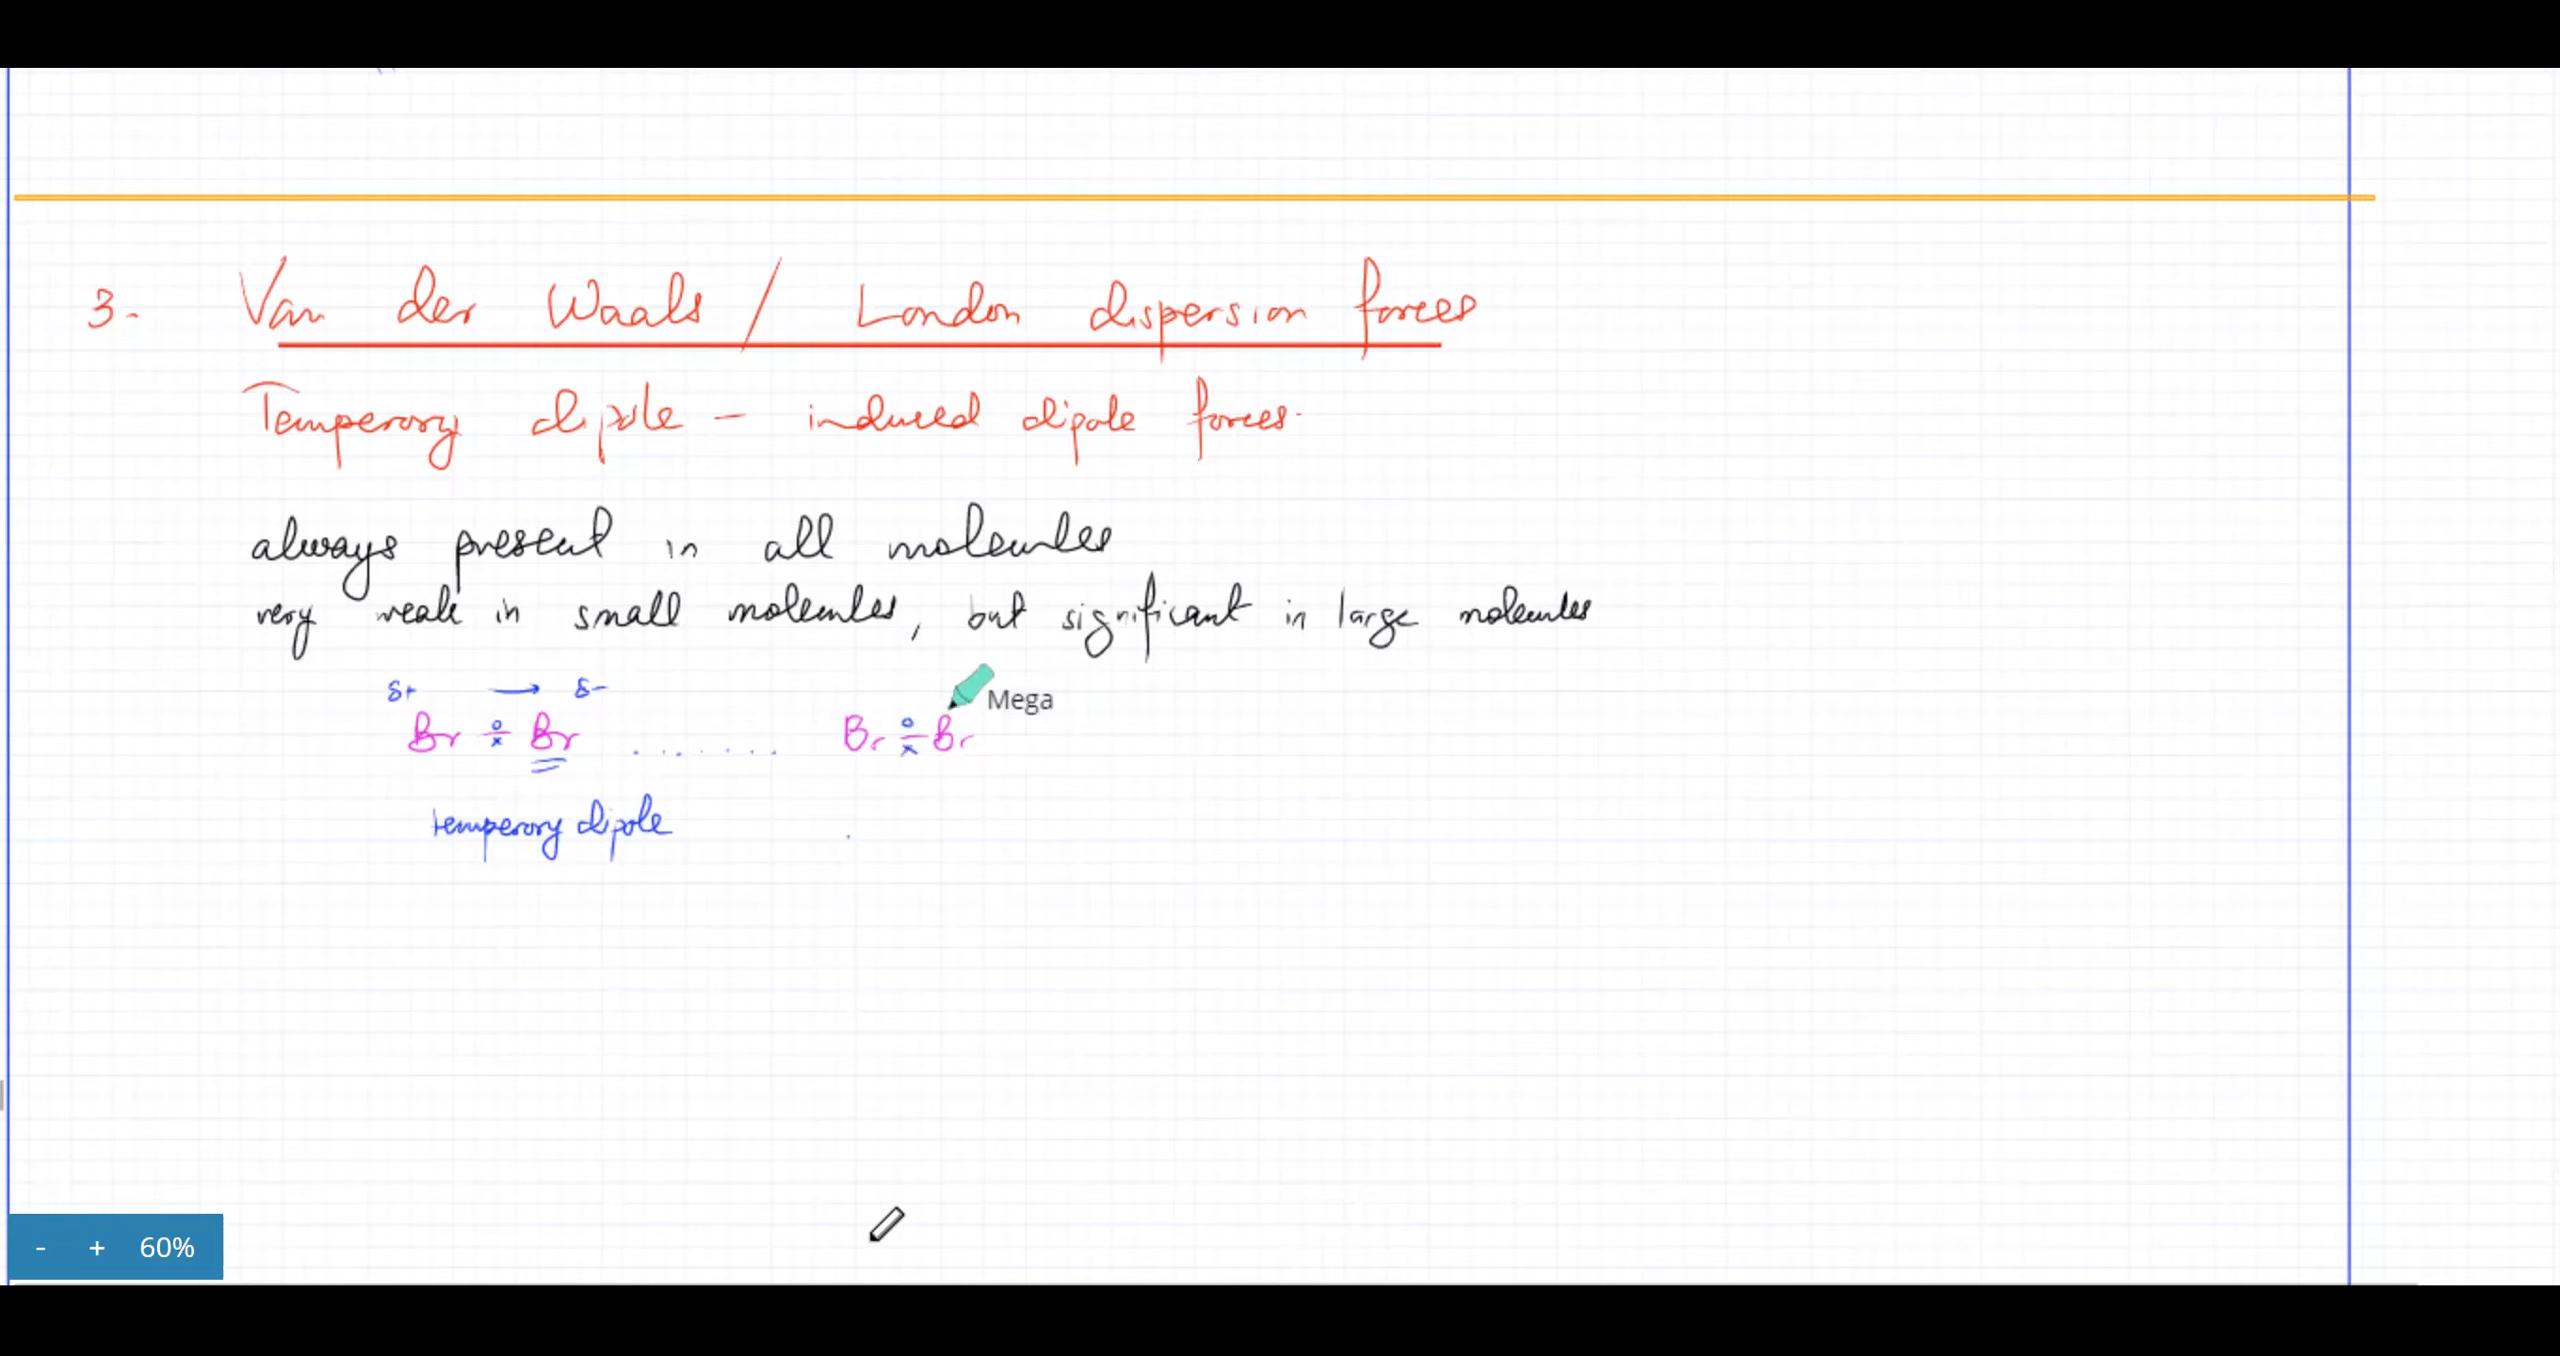 3. Van der Waals / London dispersion forces
Temperory dipole - induced dipole forces.
always present in all molecules
very weak in small molecules, but significant in large molecules
δ+ → δ-
Mega
Br Br ....... Br Br
temperory dipole
- + 60%